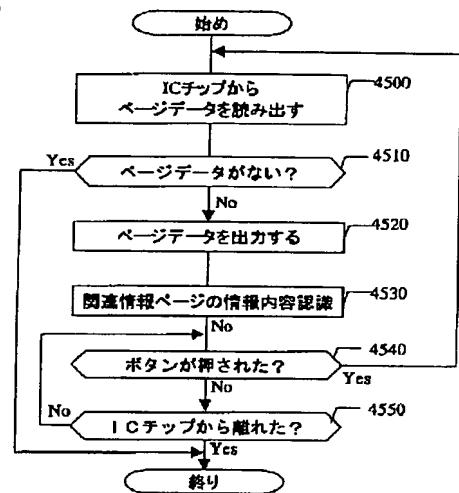 始め
ICチップから
ページデータを読み出す
4500
Yes
ページデータがない?
4510
No
ページデータを出力する
4520
関連情報ページの情報内容認識
4530
No
ボタンが押された?
4540
Yes
No
No
ICチップから離れた?
4550
Yes
終り